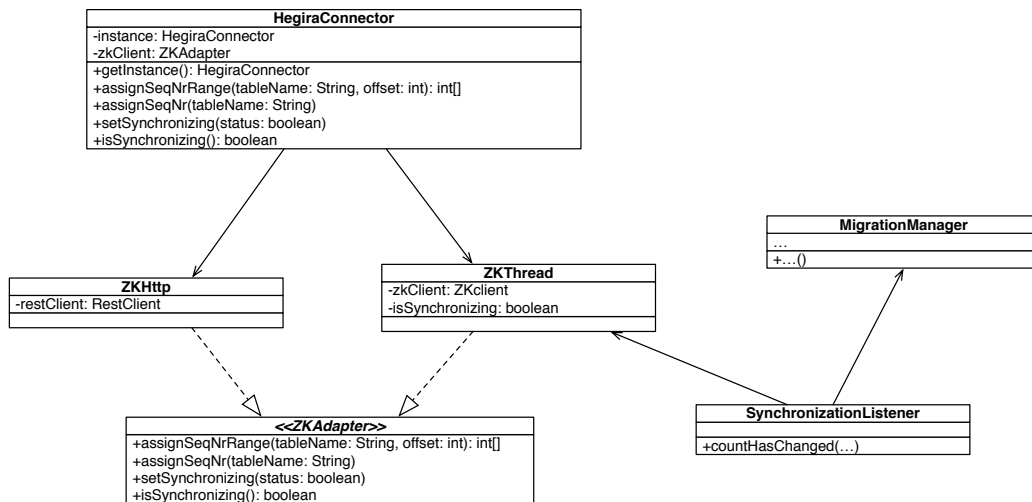 HegiraConnector
-instance: HegiraConnector
-zkClient: ZKAdapter
+getInstance(): HegiraConnector
+assignSeqNrRange(tableName: String, offset: int): int[]
+assignSeqNr(tableName: String)
+setSynchronizing(status: boolean)
+isSynchronizing(): boolean
MigrationManager
…
+…()
ZKHttp
-restClient: RestClient
ZKThread
-zkClient: ZKclient
-isSynchronizing: boolean
SynchronizationListener
+countHasChanged(…)
<<ZKAdapter>>
+assignSeqNrRange(tableName: String, offset: int): int[]
+assignSeqNr(tableName: String)
+setSynchronizing(status: boolean)
+isSynchronizing(): boolean